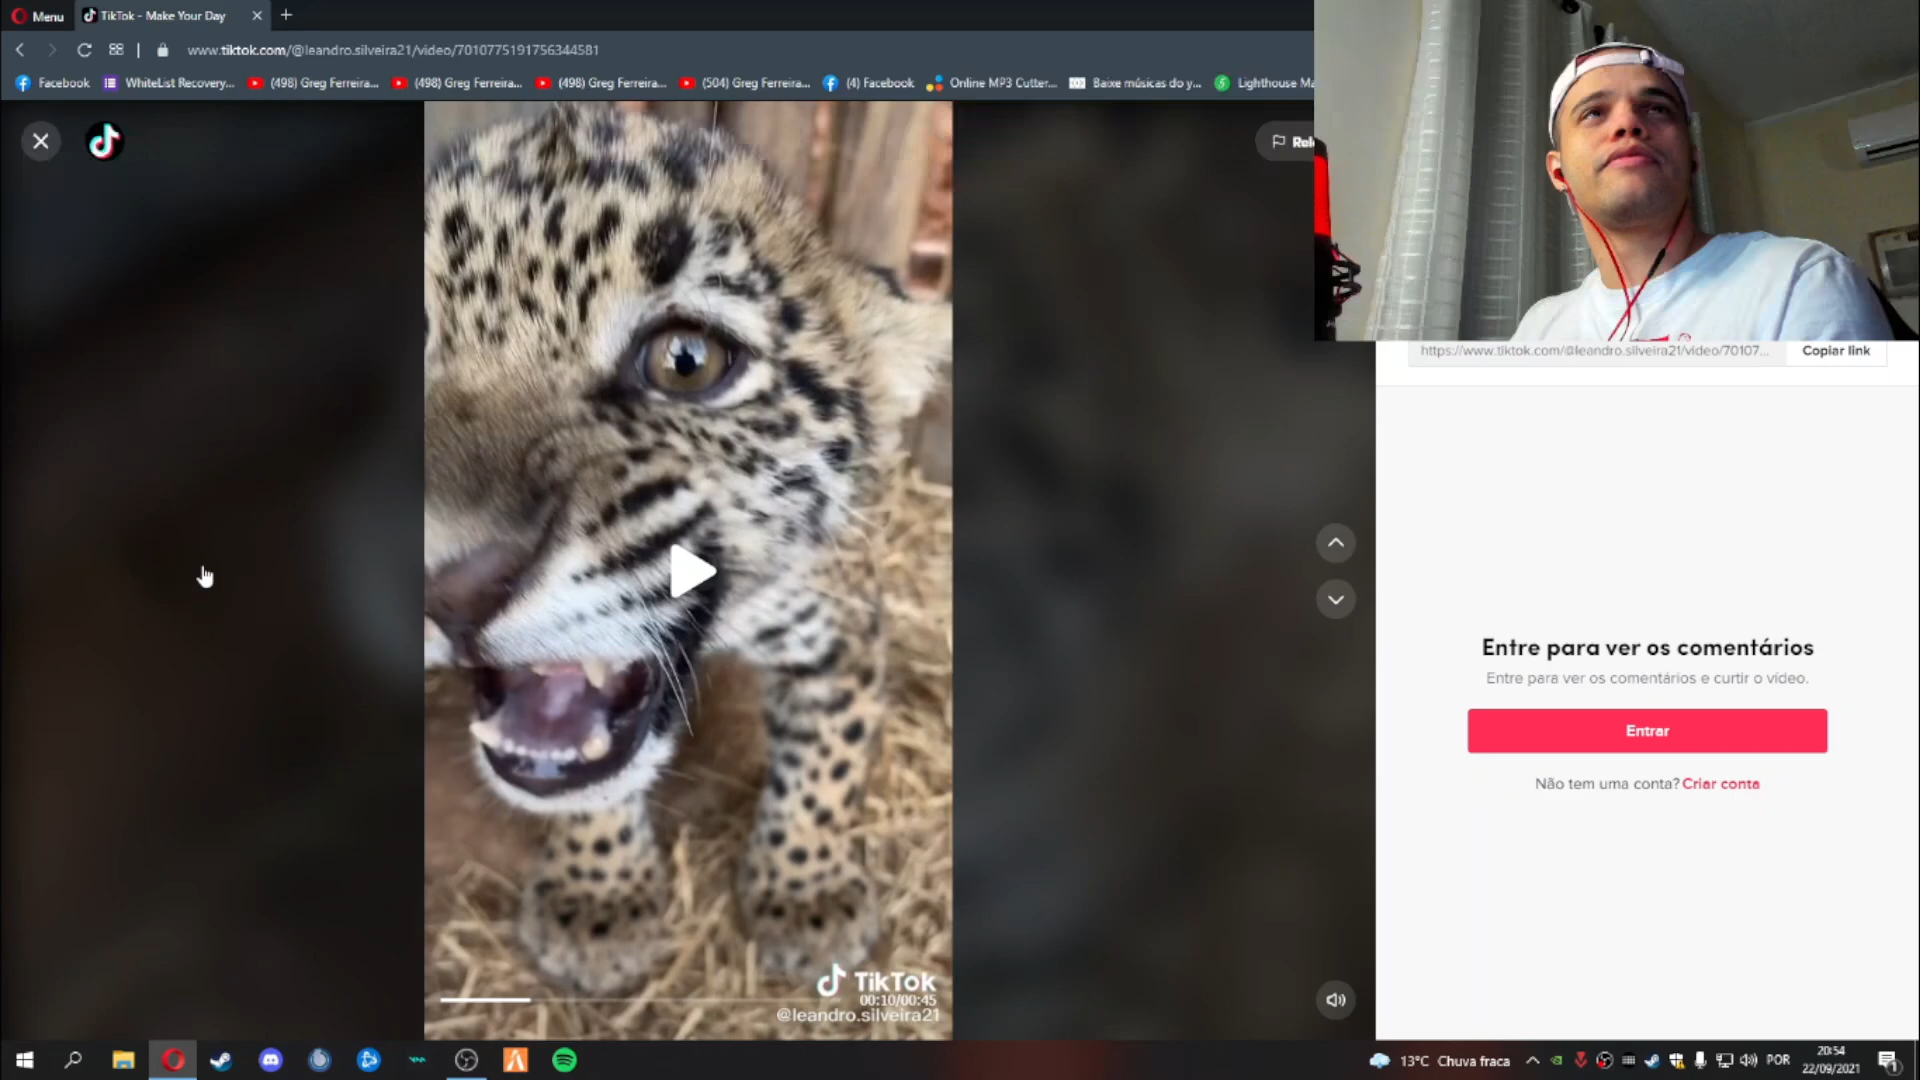 Menu
TikTok - Make Your Day
www.tiktok.com/@leandro.silveira21/video/7010775191756344581
Facebook
WhiteList Recovery...
(498) Greg Ferreira...
(498) Greg Ferreira...
(498) Greg Ferreira...
(504) Greg Ferreira...
(4) Facebook
Online MP3 Cutter...
Baixe músicas do y...
Lighthouse Ma
Rel
https://www.tiktok.com/@leandro.silveira21/video/70107...
Copiar link
Entre para ver os comentários
Entre para ver os comentários e curtir o vídeo.
Entrar
Não tem uma conta? Criar conta
TikTok
00:10/00:45
@leandro.silveira21
13°C Chuva fraca
POR
20:54
22/09/2021